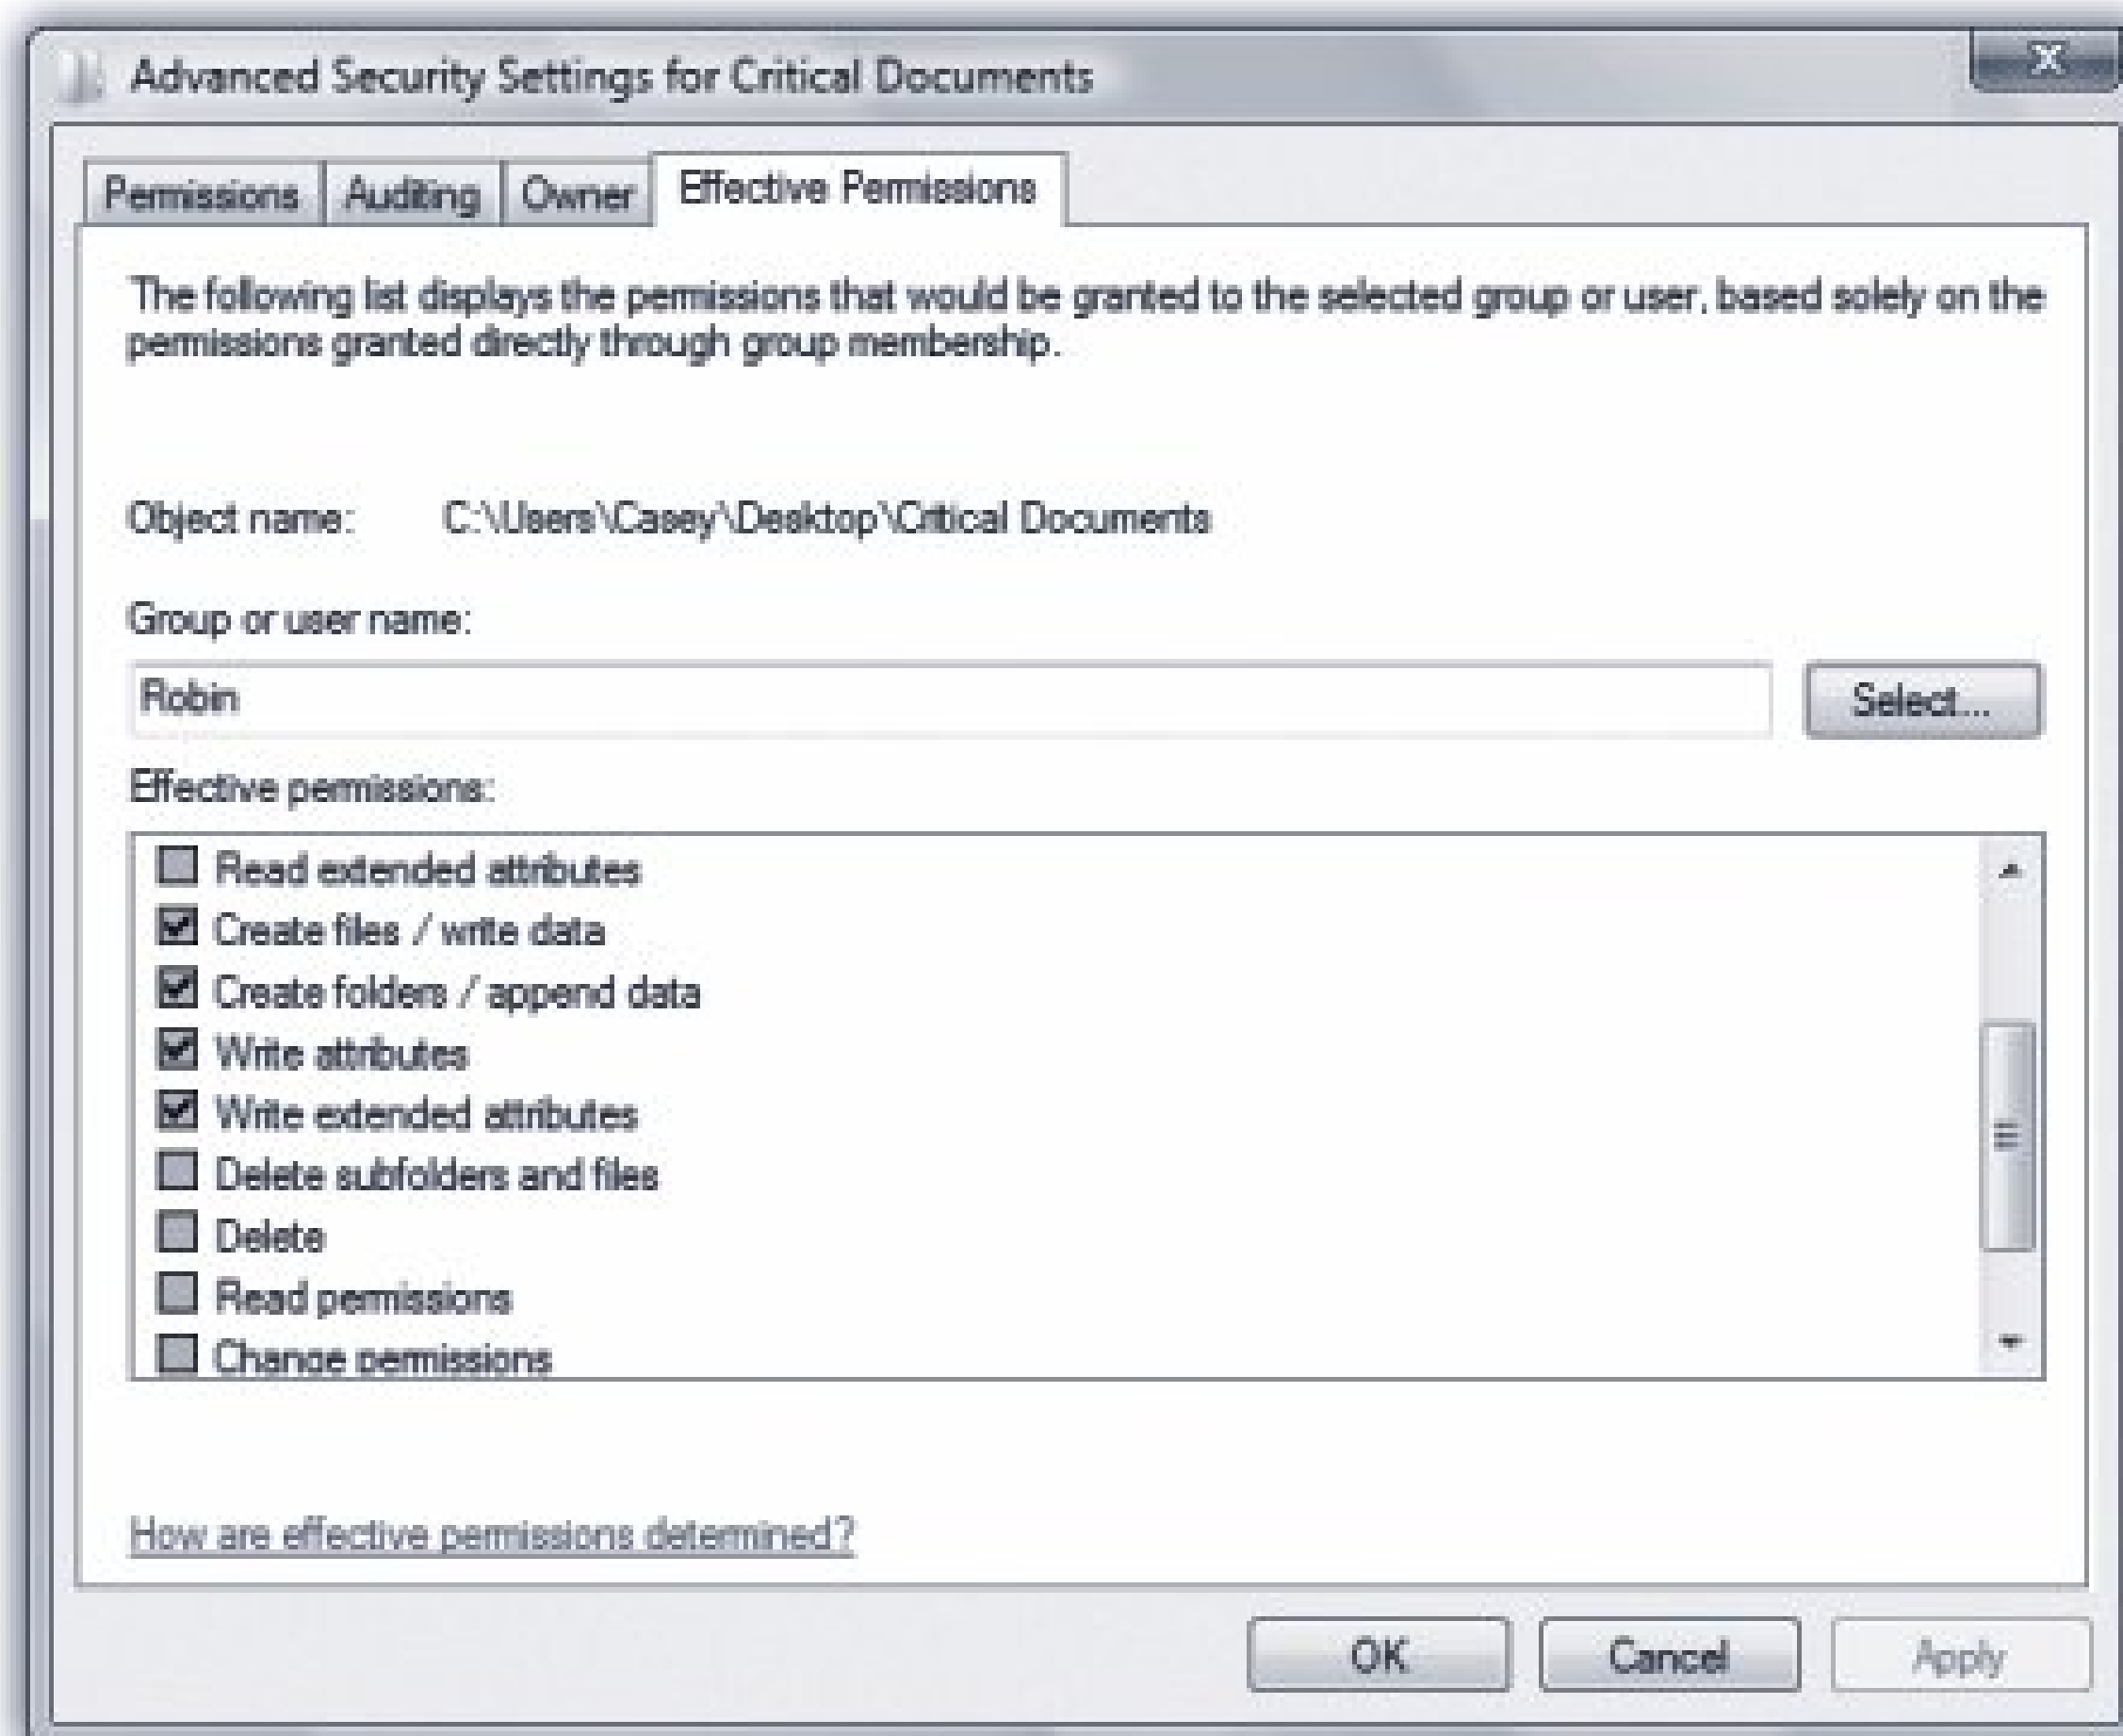 Advanced Security Settings for Critical Documents
Permissions Auditing Owner Effective Permissions
The following list displays the permissions that would be granted to the selected group or user, based solely on the
permissions granted directly through group membership.
Object name: C:\Users\Casey\Desktop\Critical Documents
Group or user name:
Robin Select...
Effective permissions:
Read extended attributes
Create files / write data
Create folders / append data
Write attributes
Write extended attributes
Delete subfolders and files
Delete
Read permissions
Change permissions
How are effective permissions determined?
OK Cancel Apply